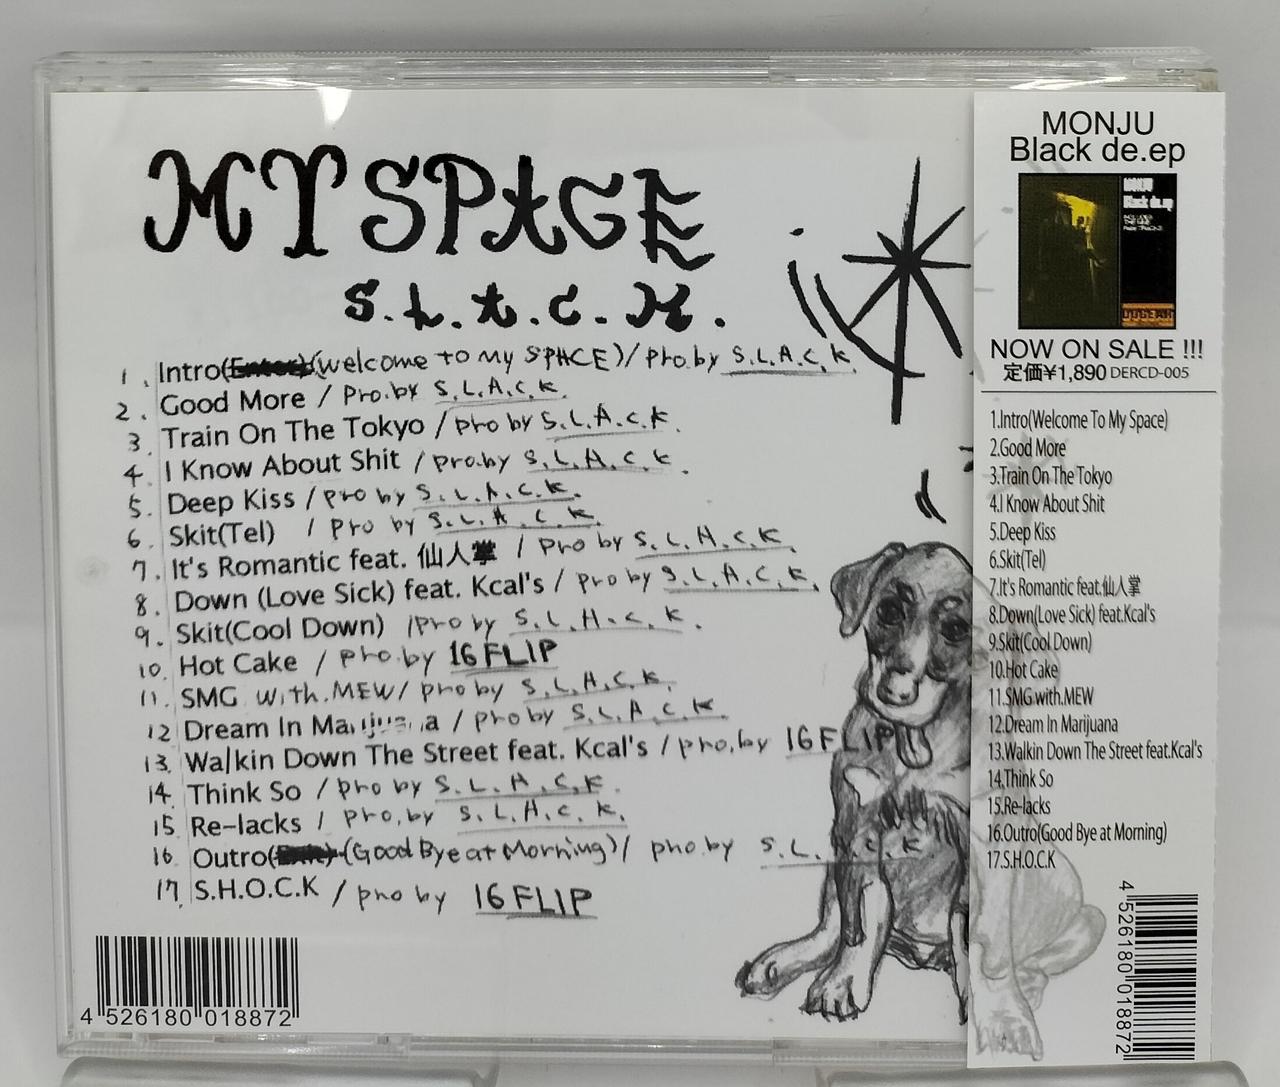 MY SPACE
S.L.A.C.K.
1. Intro(Enter)(Welcome To My SPACE)/Pro.by S.L.A.C.K.
2. Good More / Pro.by S.L.A.C.K.
3. Train On The Tokyo / pro by S.L.A.C.K.
4. I Know About Shit / pro.by S.L.A.C.K.
5. Deep Kiss / pro by S.L.A.C.K.
6. Skit(Tel) / pro by S.L.A.C.K.
7. It's Romantic feat. 仙人掌 / pro by S.L.A.C.K.
8. Down (Love Sick) feat. Kcal's / pro by S.L.A.C.K.
9. Skit(Cool Down) /pro by S.L.A.C.K.
10. Hot Cake / pro.by 16FLIP
11. SMG with.MEW/ pro by S.L.A.C.K.
12 Dream In Marijuana / pro by S.L.A.C.K.
13. Walkin Down The Street feat. Kcal's / pro.by 16FLIP
14. Think So / pro by S.L.A.C.K.
15. Re-lacks / pro.by S.L.A.C.K.
16. Outro(Exit)(Good Bye at Morning)/ pro.by S.L.A.C.K
17. S.H.O.C.K / pro by 16FLIP
4 526180 018872
MONJU
Black de.ep
MONJU
Black de.ep
DOGEAR
NOW ON SALE !!!
定価¥1,890 DERCD-005
1.Intro(Welcome To My Space)
2.Good More
3.Train On The Tokyo
4.I Know About Shit
5.Deep Kiss
6.Skit(Tel)
7.It's Romantic feat.仙人掌
8.Down(Love Sick) feat.Kcal's
9.Skit(Cool Down)
10.Hot Cake
11.SMG with.MEW
12.Dream In Marijuana
13.Walkin Down The Street feat.Kcal's
14.Think So
15.Re-lacks
16.Outro(Good Bye at Morning)
17.S.H.O.C.K
4 526180 018872